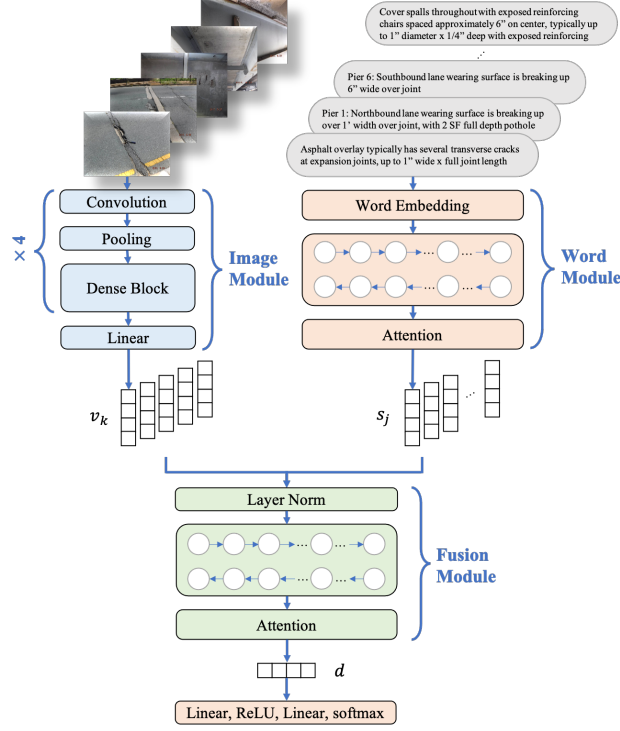 Cover spalls throughout with exposed reinforcing
chairs spaced approximately 6” on center, typically up
to 1” diameter x 1/4” deep with exposed reinforcing
...
Pier 6: Southbound lane wearing surface is breaking up
6” wide over joint
Pier 1: Northbound lane wearing surface is breaking up
over 1’ width over joint, with 2 SF full depth pothole
Asphalt overlay typically has several transverse cracks
at expansion joints, up to 1” wide x full joint length
×4
Convolution
Pooling
Dense Block
Linear
Image
Module
Word Embedding
... ...
... ...
Attention
Word
Module
v_k
s_j
...
Layer Norm
... ...
... ...
Attention
Fusion
Module
d
Linear, ReLU, Linear, softmax